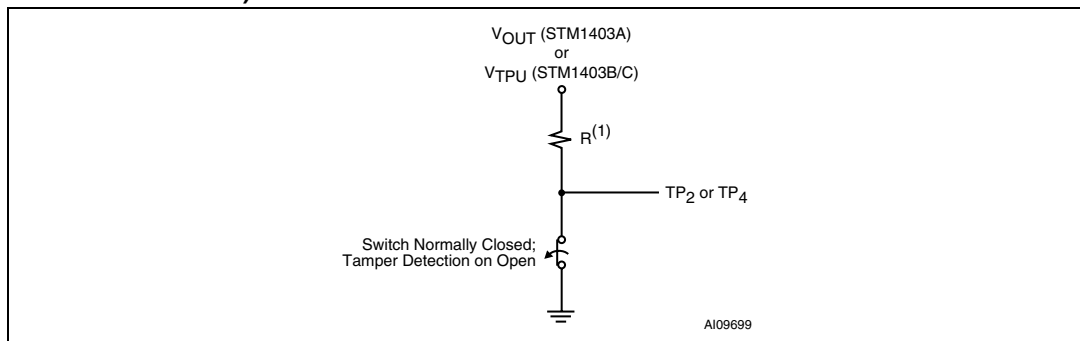 VOUT (STM1403A)
or
VTPU (STM1403B/C)
R(1)
TP2 or TP4
Switch Normally Closed;
Tamper Detection on Open
AI09699